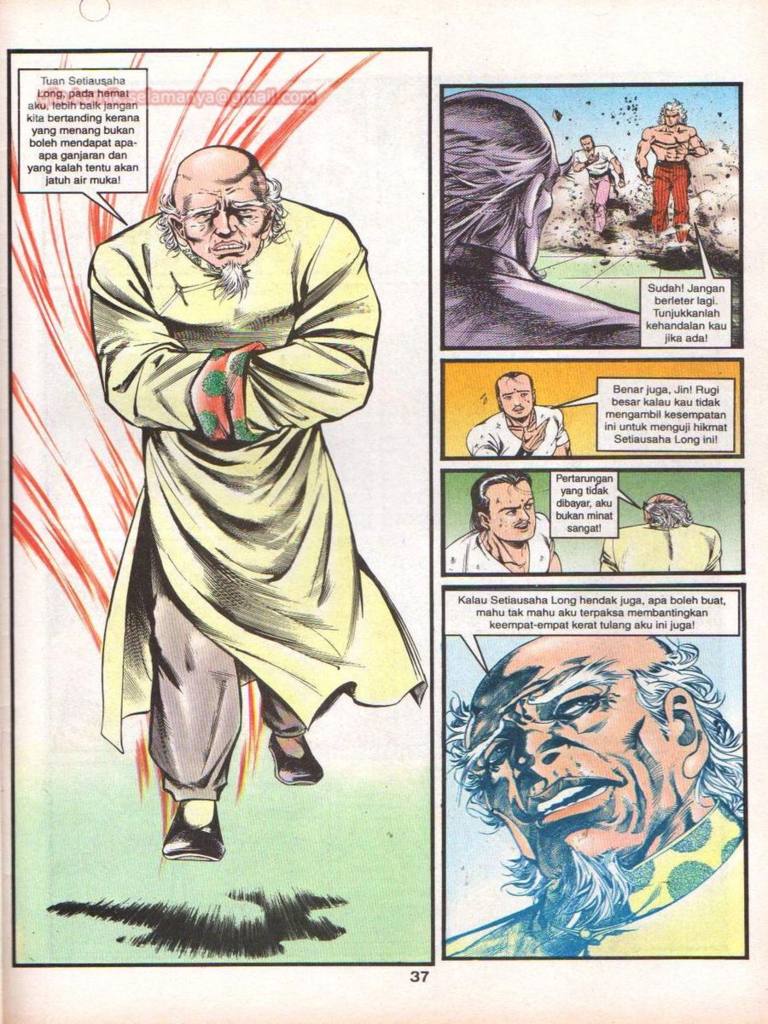 Tuan Setiausaha
Long, pada hemat
aku, lebih baik jangan
kita bertanding kerana
yang menang bukan
boleh mendapat apa-
apa ganjaran dan
yang kalah tentu akan
jatuh air muka!
selamanya@gmail.com
Sudah! Jangan
berleter lagi.
Tunjukkanlah
kehandalan kau
jika ada!
Benar juga, Jin! Rugi
besar kalau kau tidak
mengambil kesempatan
ini untuk menguji hikmat
Setiausaha Long ini!
Pertarungan
yang tidak
dibayar, aku
bukan minat
sangat!
Kalau Setiausaha Long hendak juga, apa boleh buat,
mahu tak mahu aku terpaksa membantingkan
keempat-empat kerat tulang aku ini juga!
37